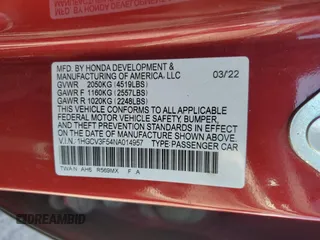 MFD. BY HONDA DEVELOPMENT & 03/22
MANUFACTURING OF AMERICA, LLC
GVWR 2050KG (4519LBS)
GAWR F 1160KG (2557LBS)
GAWR R 1020KG (2248LBS)
THIS VEHICLE CONFORMS TO ALL APPLICABLE
FEDERAL MOTOR VEHICLE SAFETY, BUMPER,
AND THEFT PREVENTION STANDARDS IN
EFFECT ON THE DATE OF MANUFACTURE
SHOWN ABOVE.
V.I.N.: 1HGCV3F54NA014957 TYPE: PASSENGER CAR
TWAN AH6 R569MX F A
© DREAMBID